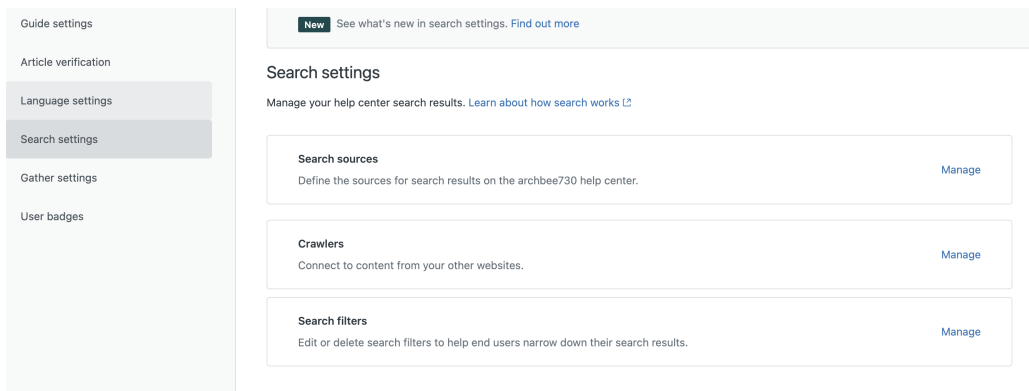 Guide settings
Article verification
Language settings
Search settings
Gather settings
User badges
New See what's new in search settings. Find out more
Search settings
Manage your help center search results. Learn about how search works
Search sources
Define the sources for search results on the archbee730 help center.
Manage
Crawlers
Connect to content from your other websites.
Manage
Search filters
Edit or delete search filters to help end users narrow down their search results.
Manage